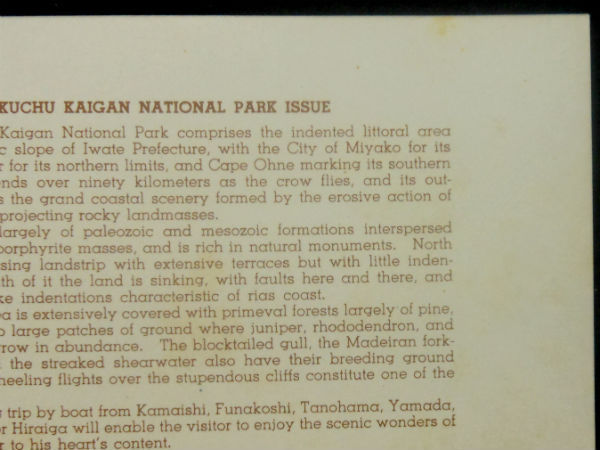 KUCHU KAIGAN NATIONAL PARK ISSUE
Kaigan National Park comprises the indented littoral area
c slope of Iwate Prefecture, with the City of Miyako for its
r for its northern limits, and Cape Ohne marking its southern
ends over ninety kilometers as the crow flies, and its out-
s the grand coastal scenery formed by the erosive action of
projecting rocky landmasses.
largely of paleozoic and mesozoic formations interspersed
porphyrite masses, and is rich in natural monuments. North
sing landstrip with extensive terraces but with little inden-
th of it the land is sinking, with faults here and there, and
ke indentations characteristic of rias coast.
ea is extensively covered with primeval forests largely of pine,
o large patches of ground where juniper, rhododendron, and
row in abundance. The blocktailed gull, the Madeiran fork-
the streaked shearwater also have their breeding ground
heeling flights over the stupendous cliffs constitute one of the
trip by boat from Kamaishi, Funakoshi, Tanohama, Yamada,
or Hiraiga will enable the visitor to enjoy the scenic wonders of
r to his heart's content.